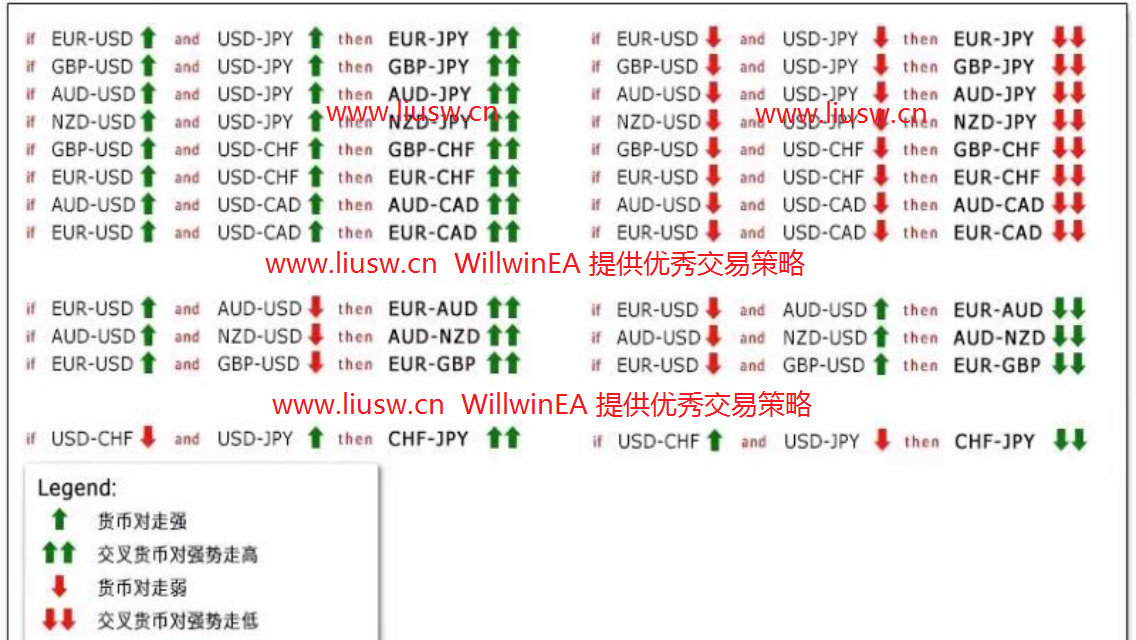 if EUR-USD and USD-JPY then EUR-JPY if EUR-USD and USD-JPY then EUR-JPY
if GBP-USD and USD-JPY then GBP-JPY if GBP-USD and USD-JPY then GBP-JPY
if AUD-USD and USD-JPY then AUD-JPY if AUD-USD and USD-JPY then AUD-JPY
www.liusw.cn www.liusw.cn
if NZD-USD and USD-JPY then NZD-JPY if NZD-USD and USD-JPY then NZD-JPY
if GBP-USD and USD-CHF then GBP-CHF if GBP-USD and USD-CHF then GBP-CHF
if EUR-USD and USD-CHF then EUR-CHF if EUR-USD and USD-CHF then EUR-CHF
if AUD-USD and USD-CAD then AUD-CAD if AUD-USD and USD-CAD then AUD-CAD
if EUR-USD and USD-CAD then EUR-CAD if EUR-USD and USD-CAD then EUR-CAD
www.liusw.cn WillwinEA 提供优秀交易策略
if EUR-USD and AUD-USD then EUR-AUD if EUR-USD and AUD-USD then EUR-AUD
if AUD-USD and NZD-USD then AUD-NZD if AUD-USD and NZD-USD then AUD-NZD
if EUR-USD and GBP-USD then EUR-GBP if EUR-USD and GBP-USD then EUR-GBP
www.liusw.cn WillwinEA 提供优秀交易策略
if USD-CHF and USD-JPY then CHF-JPY if USD-CHF and USD-JPY then CHF-JPY
Legend:
货币对走强
交叉货币对强势走高
货币对走弱
交叉货币对强势走低